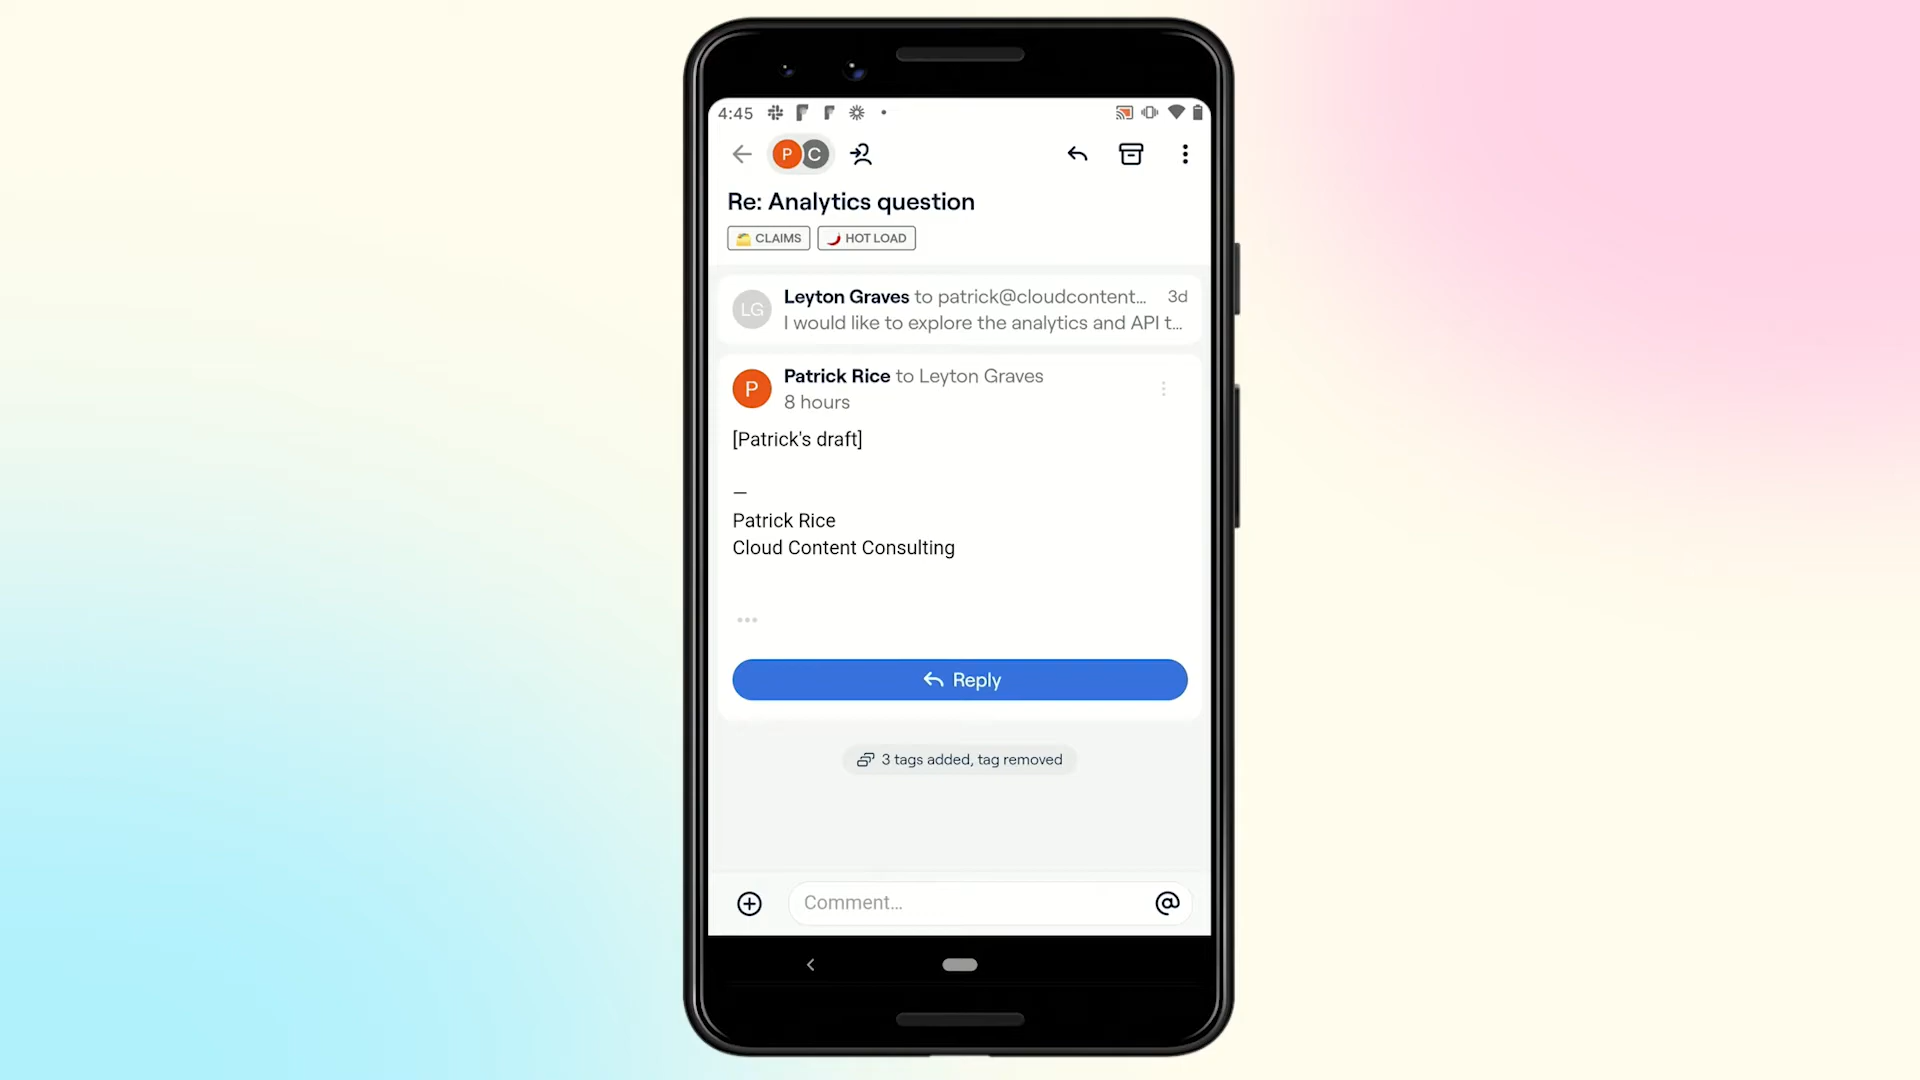 4:45
P C
Re: Analytics question
CLAIMS HOT LOAD
LG
Leyton Graves to patrick@cloudcontent... 3d
I would like to explore the analytics and API t...
P
Patrick Rice to Leyton Graves
8 hours
[Patrick's draft]
—
Patrick Rice
Cloud Content Consulting
Reply
3 tags added, tag removed
Comment...